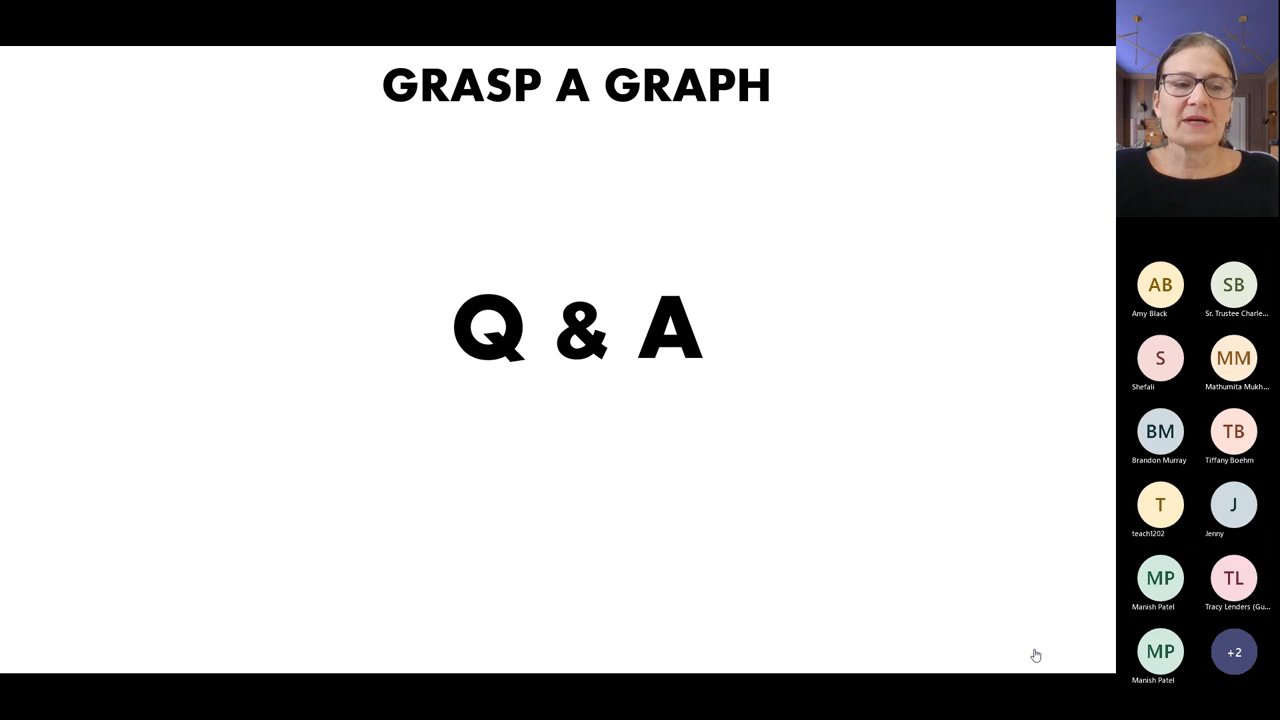 GRASP A GRAPH
Q & A
AB SB
Amy Black Sr. Trustee Charle...
S MM
Shefali Mathumita Mukh...
BM TB
Brandon Murray Tiffany Boehm
T J
teach1202 Jenny
MP TL
Manish Patel Tracy Lenders (Gu...
MP +2
Manish Patel